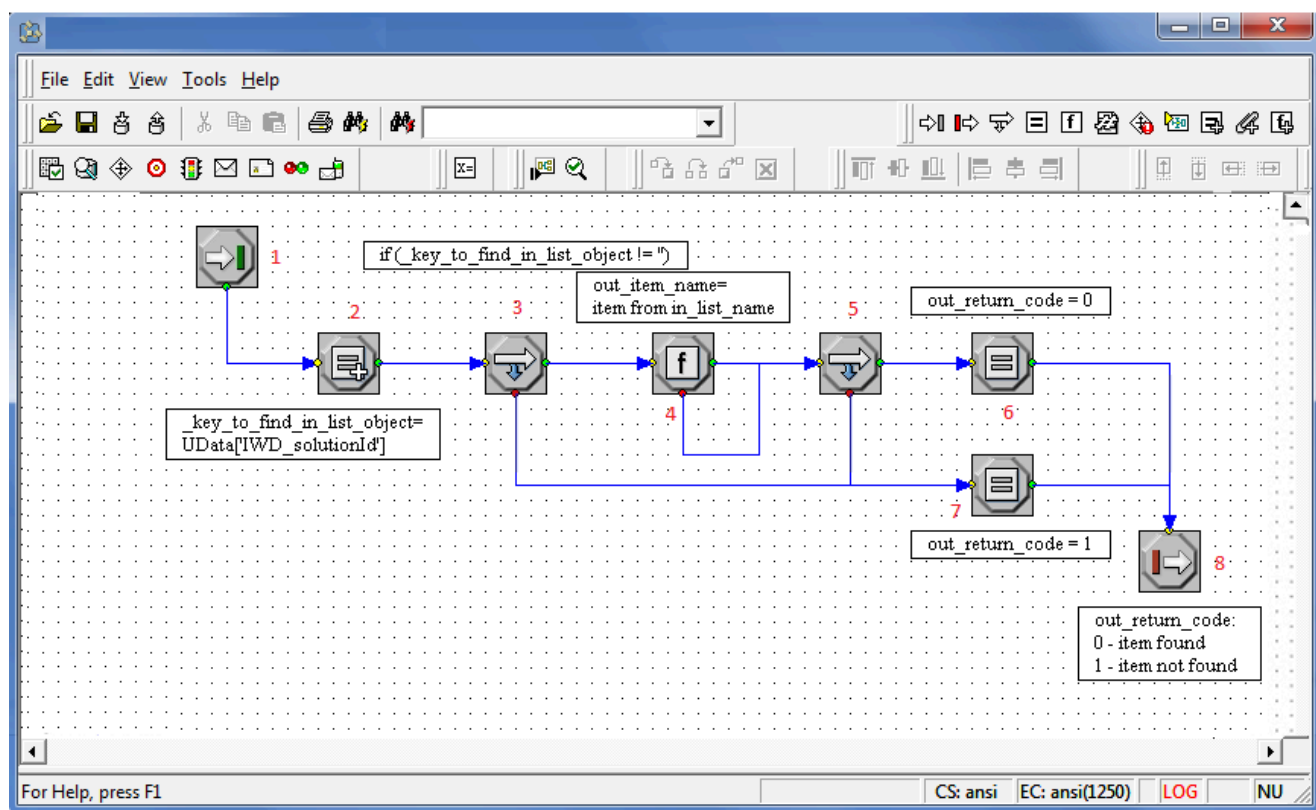 File Edit View Tools Help
1
if (_key_to_find_in_list_object != '')
out_item_name=
item from in_list_name
2
3
5
out_return_code = 0
f
4
6
_key_to_find_in_list_object=
UData['IWD_solutionId']
7
out_return_code = 1
8
out_return_code:
0 - item found
1 - item not found
For Help, press F1
CS: ansi
EC: ansi(1250)
LOG
NU